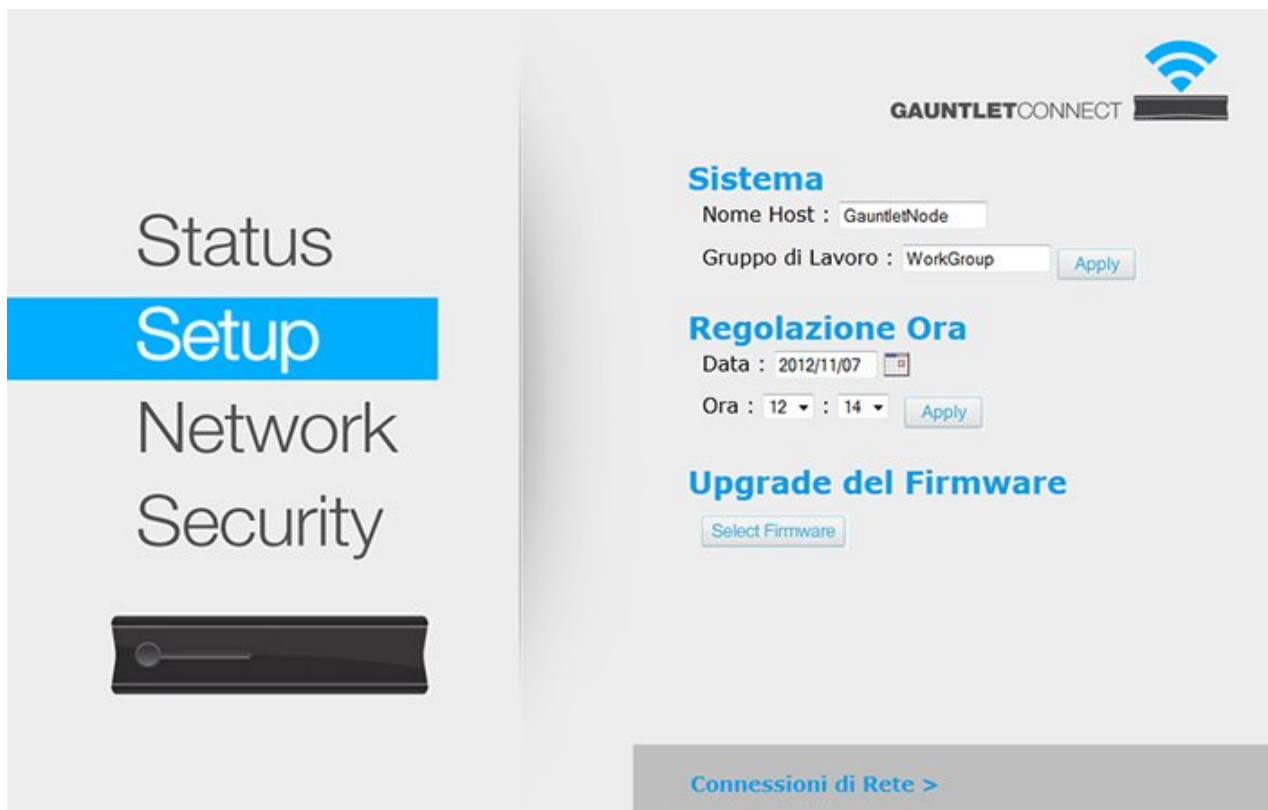 GAUNTLETCONNECT
Status
Setup
Network
Security
Sistema
Nome Host : GauntletNode
Gruppo di Lavoro : WorkGroup Apply
Regolazione Ora
Data : 2012/11/07
Ora : 12 : 14 Apply
Upgrade del Firmware
Select Firmware
Connessioni di Rete >